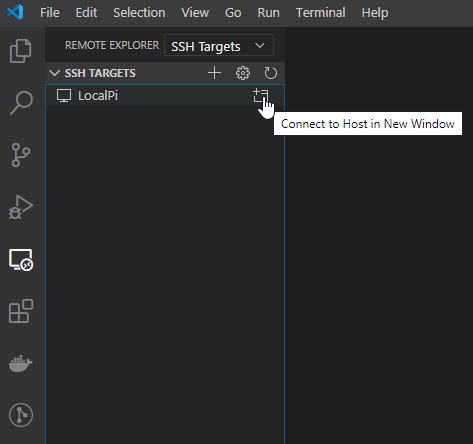 File Edit Selection View Go Run Terminal Help
REMOTE EXPLORER SSH Targets
SSH TARGETS
LocalPi
Connect to Host in New Window